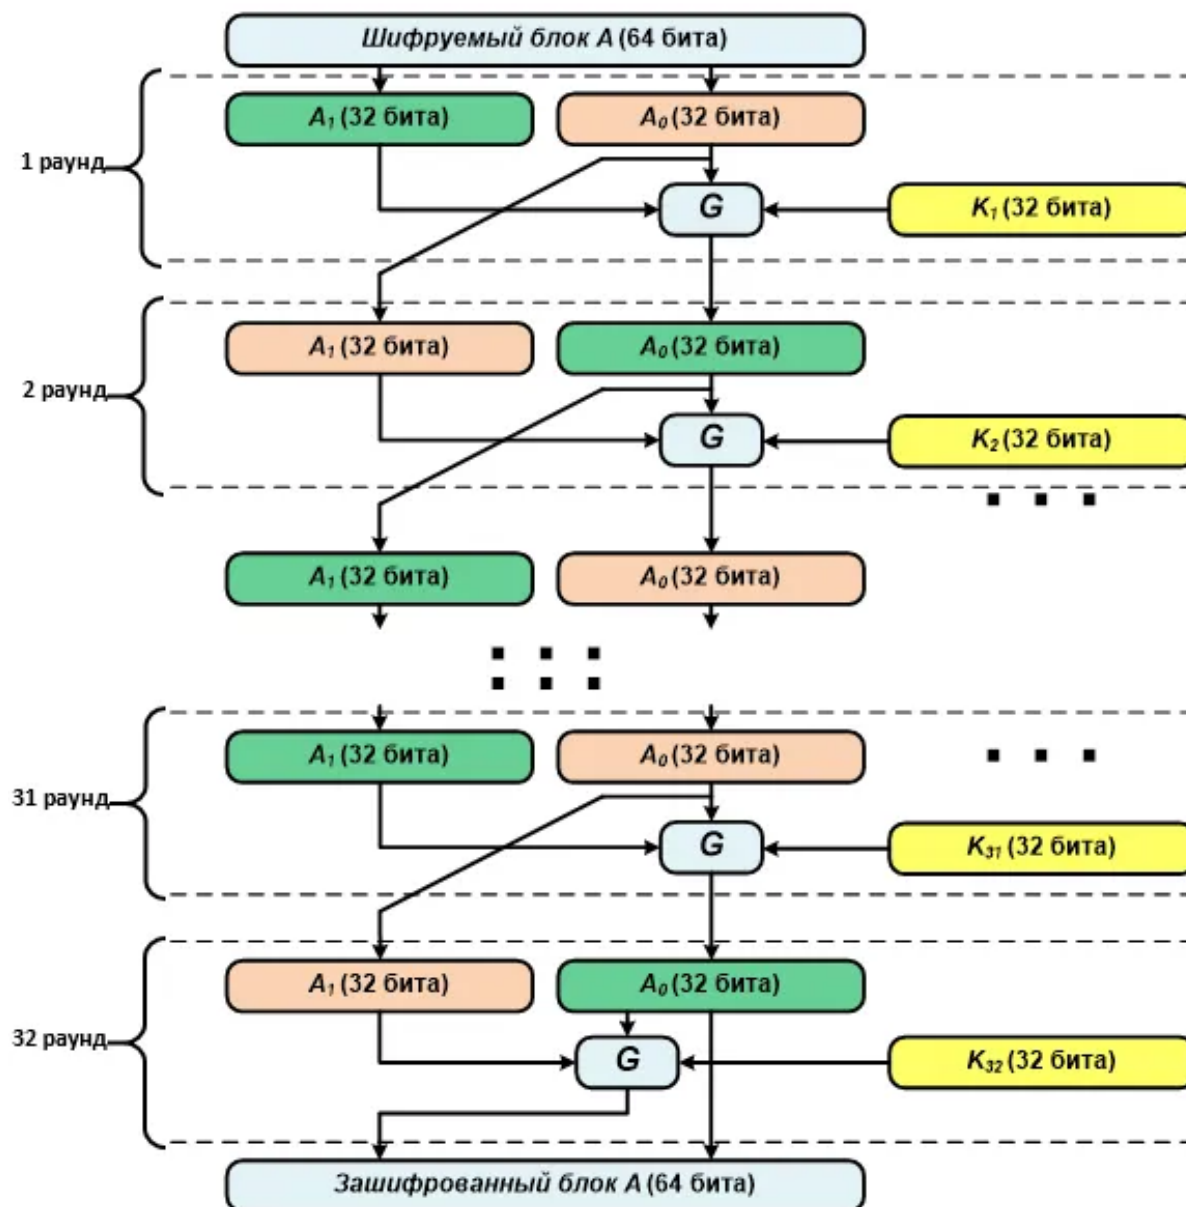 Шифруемый блок A (64 бита)
A₁ (32 бита)
A₀ (32 бита)
1 раунд
G
K₁ (32 бита)
A₁ (32 бита)
A₀ (32 бита)
2 раунд
G
K₂ (32 бита)
A₁ (32 бита)
A₀ (32 бита)
A₁ (32 бита)
A₀ (32 бита)
31 раунд
G
K₃₁ (32 бита)
A₁ (32 бита)
A₀ (32 бита)
32 раунд
G
K₃₂ (32 бита)
Зашифрованный блок A (64 бита)